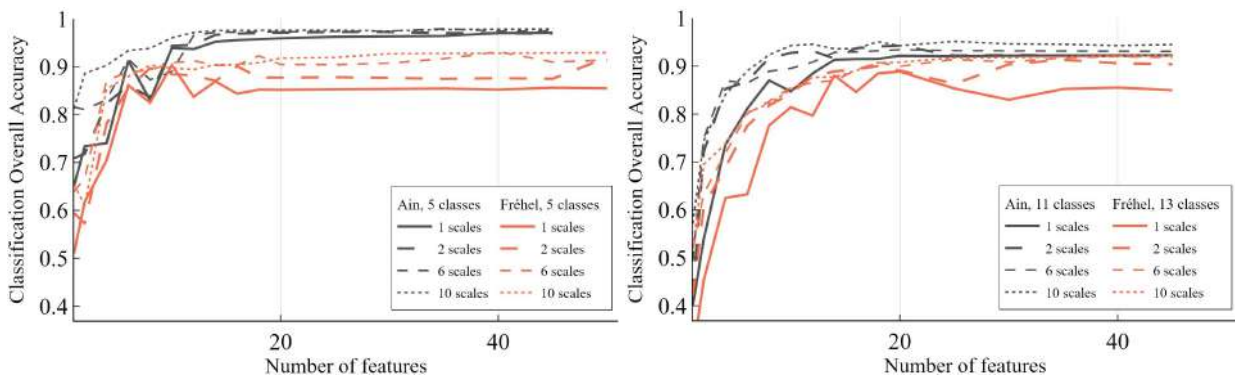 Classification Overall Accuracy
1
0.9
0.8
0.7
0.6
0.5
0.4
20
40
Number of features
Ain, 5 classes Fréhel, 5 classes
1 scales 1 scales
2 scales 2 scales
6 scales 6 scales
10 scales 10 scales
Classification Overall Accuracy
1
0.9
0.8
0.7
0.6
0.5
0.4
20
40
Number of features
Ain, 11 classes Fréhel, 13 classes
1 scales 1 scales
2 scales 2 scales
6 scales 6 scales
10 scales 10 scales